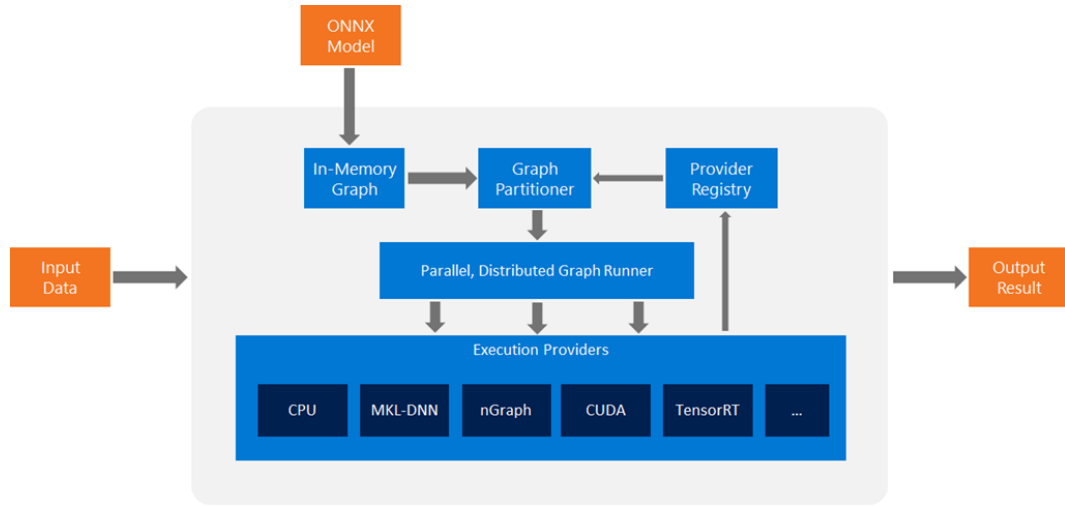 ONNX
Model
In-Memory
Graph
Graph
Partitioner
Provider
Registry
Input
Data
Parallel, Distributed Graph Runner
Output
Result
Execution Providers
CPU
MKL-DNN
nGraph
CUDA
TensorRT
...